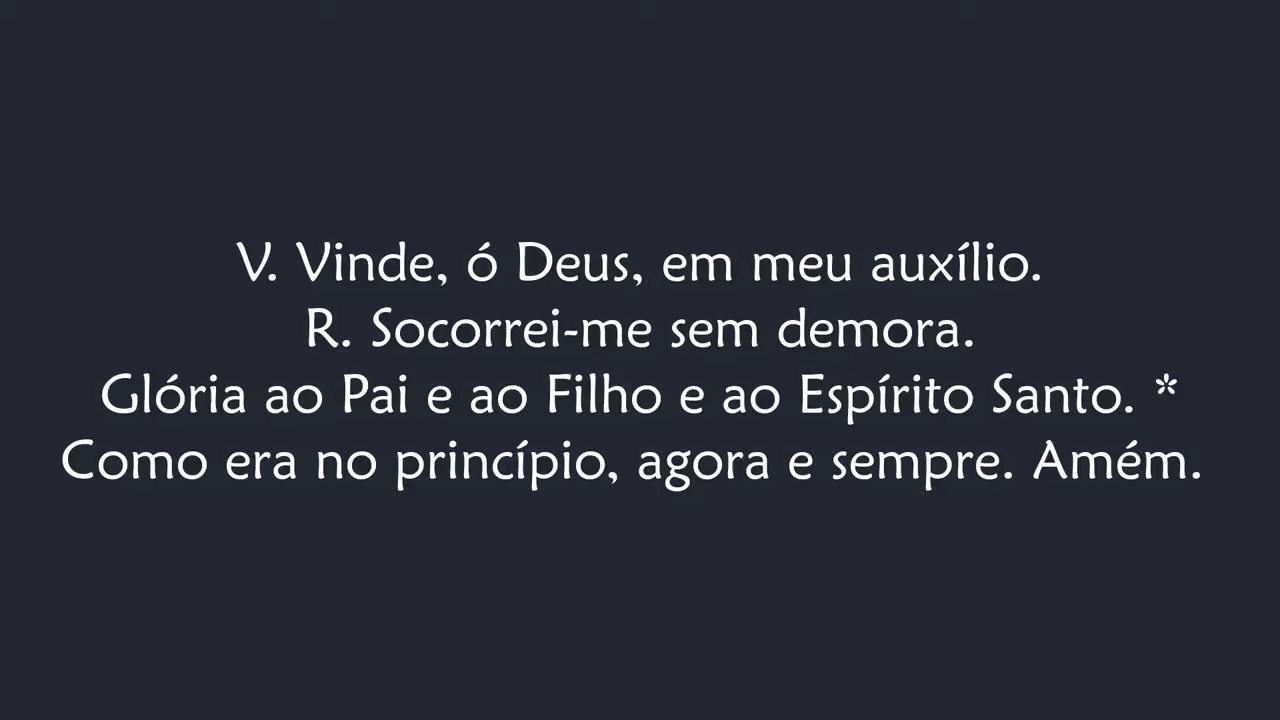 V. Vinde, ó Deus, em meu auxílio.
R. Socorrei-me sem demora.
Glória ao Pai e ao Filho e ao Espírito Santo. *
Como era no princípio, agora e sempre. Amém.